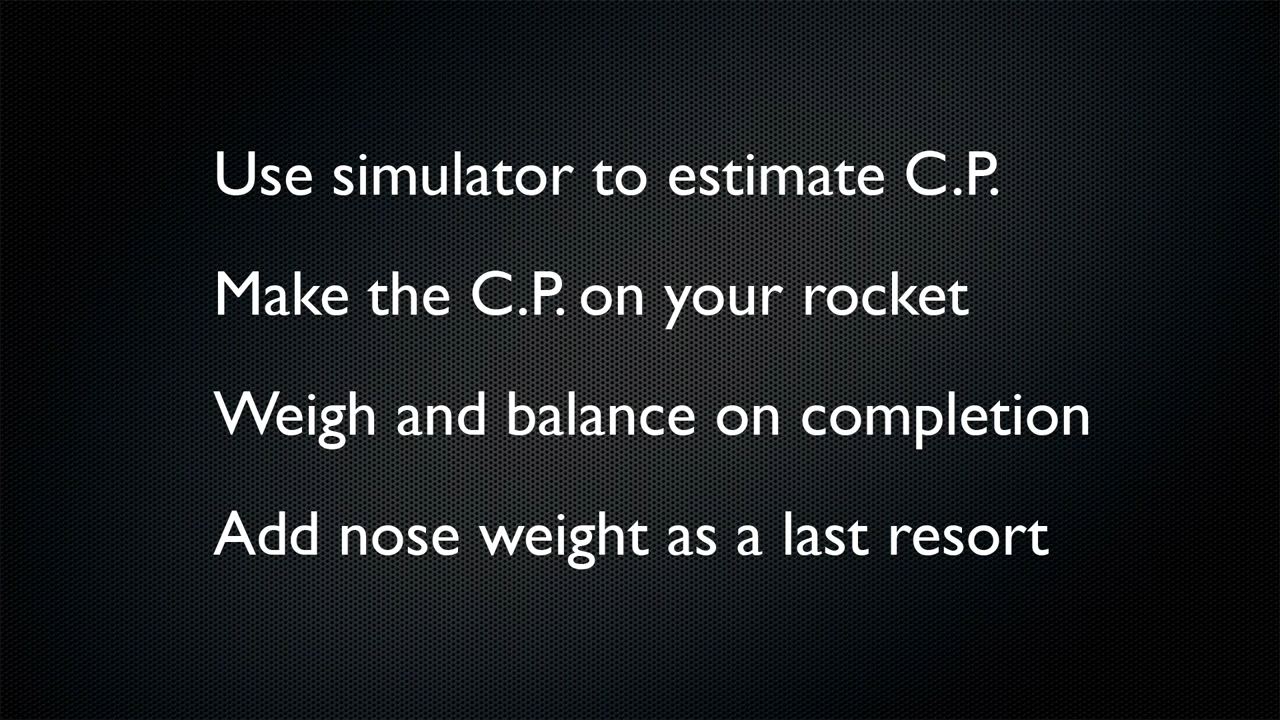 Use simulator to estimate C.P.
Make the C.P. on your rocket
Weigh and balance on completion
Add nose weight as a last resort